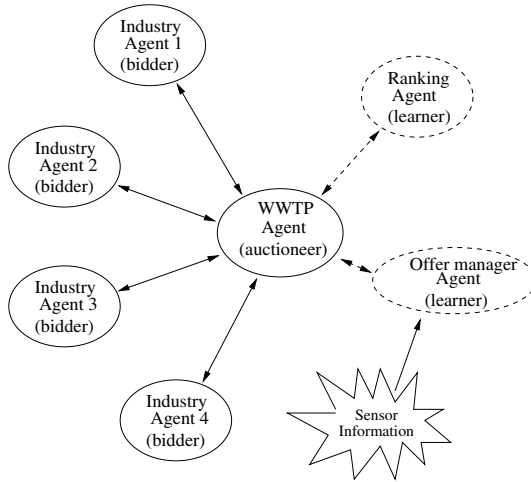 Industry
Agent 1
(bidder)
Ranking
Agent
(learner)
Industry
Agent 2
(bidder)
WWTP
Agent
(auctioneer)
Offer manager
Agent
(learner)
Industry
Agent 3
(bidder)
Industry
Agent 4
(bidder)
Sensor
Information